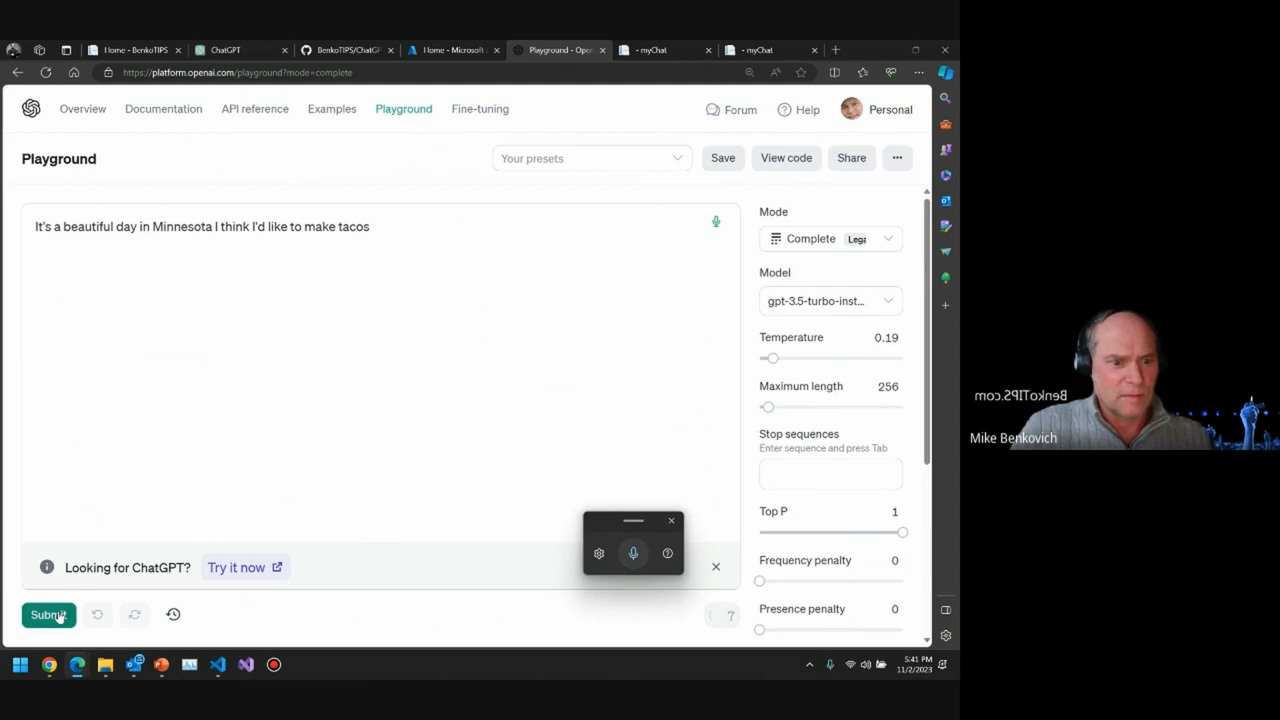 Home - BenkoTIPS
ChatGPT
BenkoTIPS/ChatGP
Home - Microsoft
Playground - Open
- myChat
- myChat
https://platform.openai.com/playground?mode=complete
Overview
Documentation
API reference
Examples
Playground
Fine-tuning
Forum
Help
Personal
Playground
Your presets
Save
View code
Share
It's a beautiful day in Minnesota I think I'd like to make tacos
Mode
Complete
Lega
Model
gpt-3.5-turbo-inst...
Temperature 0.19
Maximum length 256
Stop sequences
Enter sequence and press Tab
Top P 1
Frequency penalty 0
Presence penalty 0
Looking for ChatGPT? Try it now
Submit
7
5:41 PM
11/2/2023
BenkoTIPS.com
Mike Benkovich